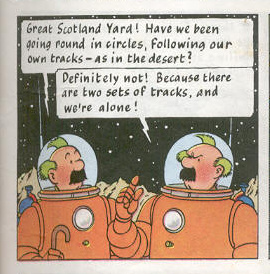 Great Scotland Yard! Have we been
going round in circles, following our
own tracks – as in the desert?
Definitely not! Because there
are two sets of tracks, and
we're alone!